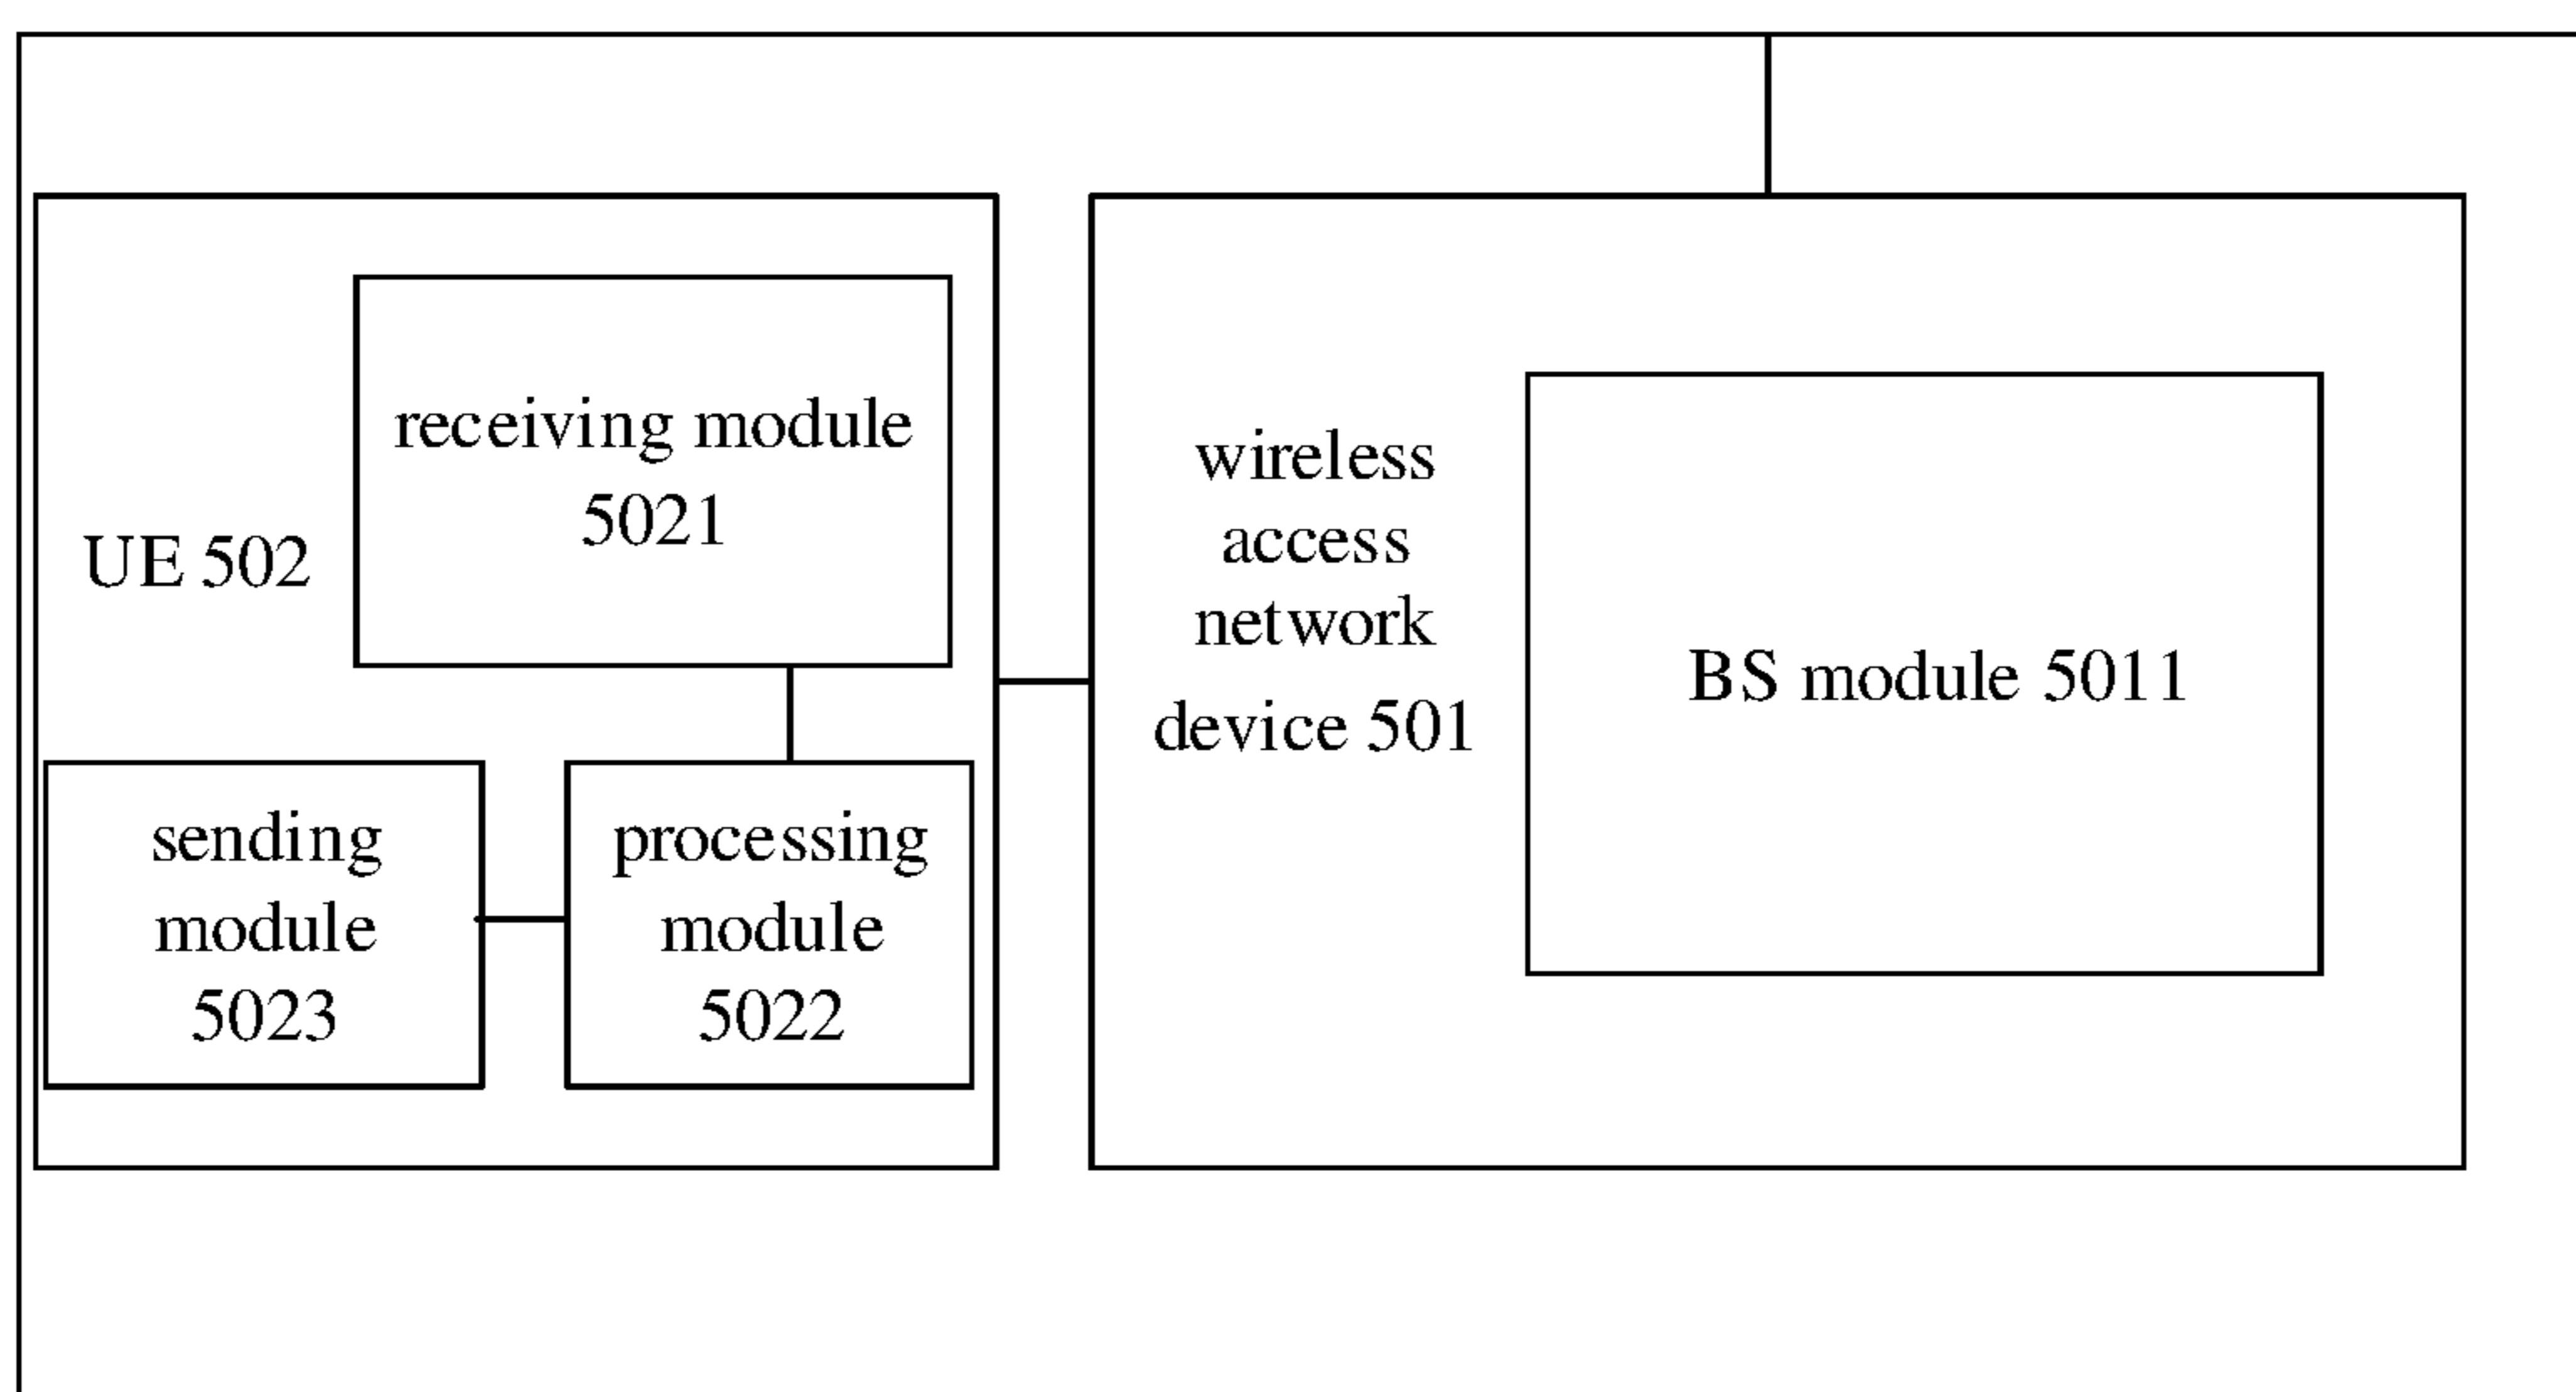 receiving module
5021
UE 502
sending
module
5023
processing
module
5022
wireless
access
network
device 501
BS module 5011